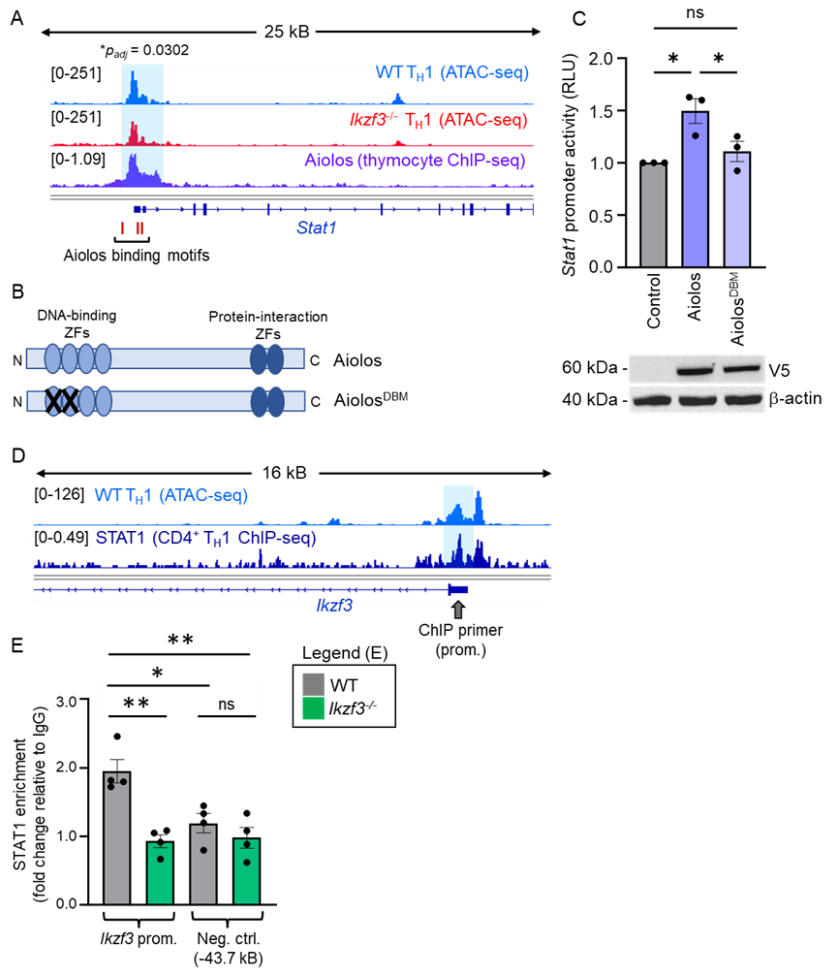 A
25 kB
*padj = 0.0302
[0-251]
WT TH1 (ATAC-seq)
[0-251]
Ikzf3-/- TH1 (ATAC-seq)
[0-1.09]
Aiolos (thymocyte ChIP-seq)
Stat1
Aiolos binding motifs
B
DNA-binding
ZFs
Protein-interaction
ZFs
N
C
Aiolos
N
C
AiolosDBM
C
ns
*
*
Stat1 promoter activity (RLU)
2.0
1.5
1.0
0.5
0.0
Control
Aiolos
AiolosDBM
60 kDa -
V5
40 kDa -
β-actin
D
16 kB
[0-126]
WT TH1 (ATAC-seq)
[0-0.49]
STAT1 (CD4+ TH1 ChIP-seq)
Ikzf3
ChIP primer
(prom.)
E
**
*
**
ns
Legend (E)
WT
Ikzf3-/-
STAT1 enrichment
(fold change relative to IgG)
3.0
2.0
1.0
0.0
Ikzf3 prom.
Neg. ctrl.
(-43.7 kB)